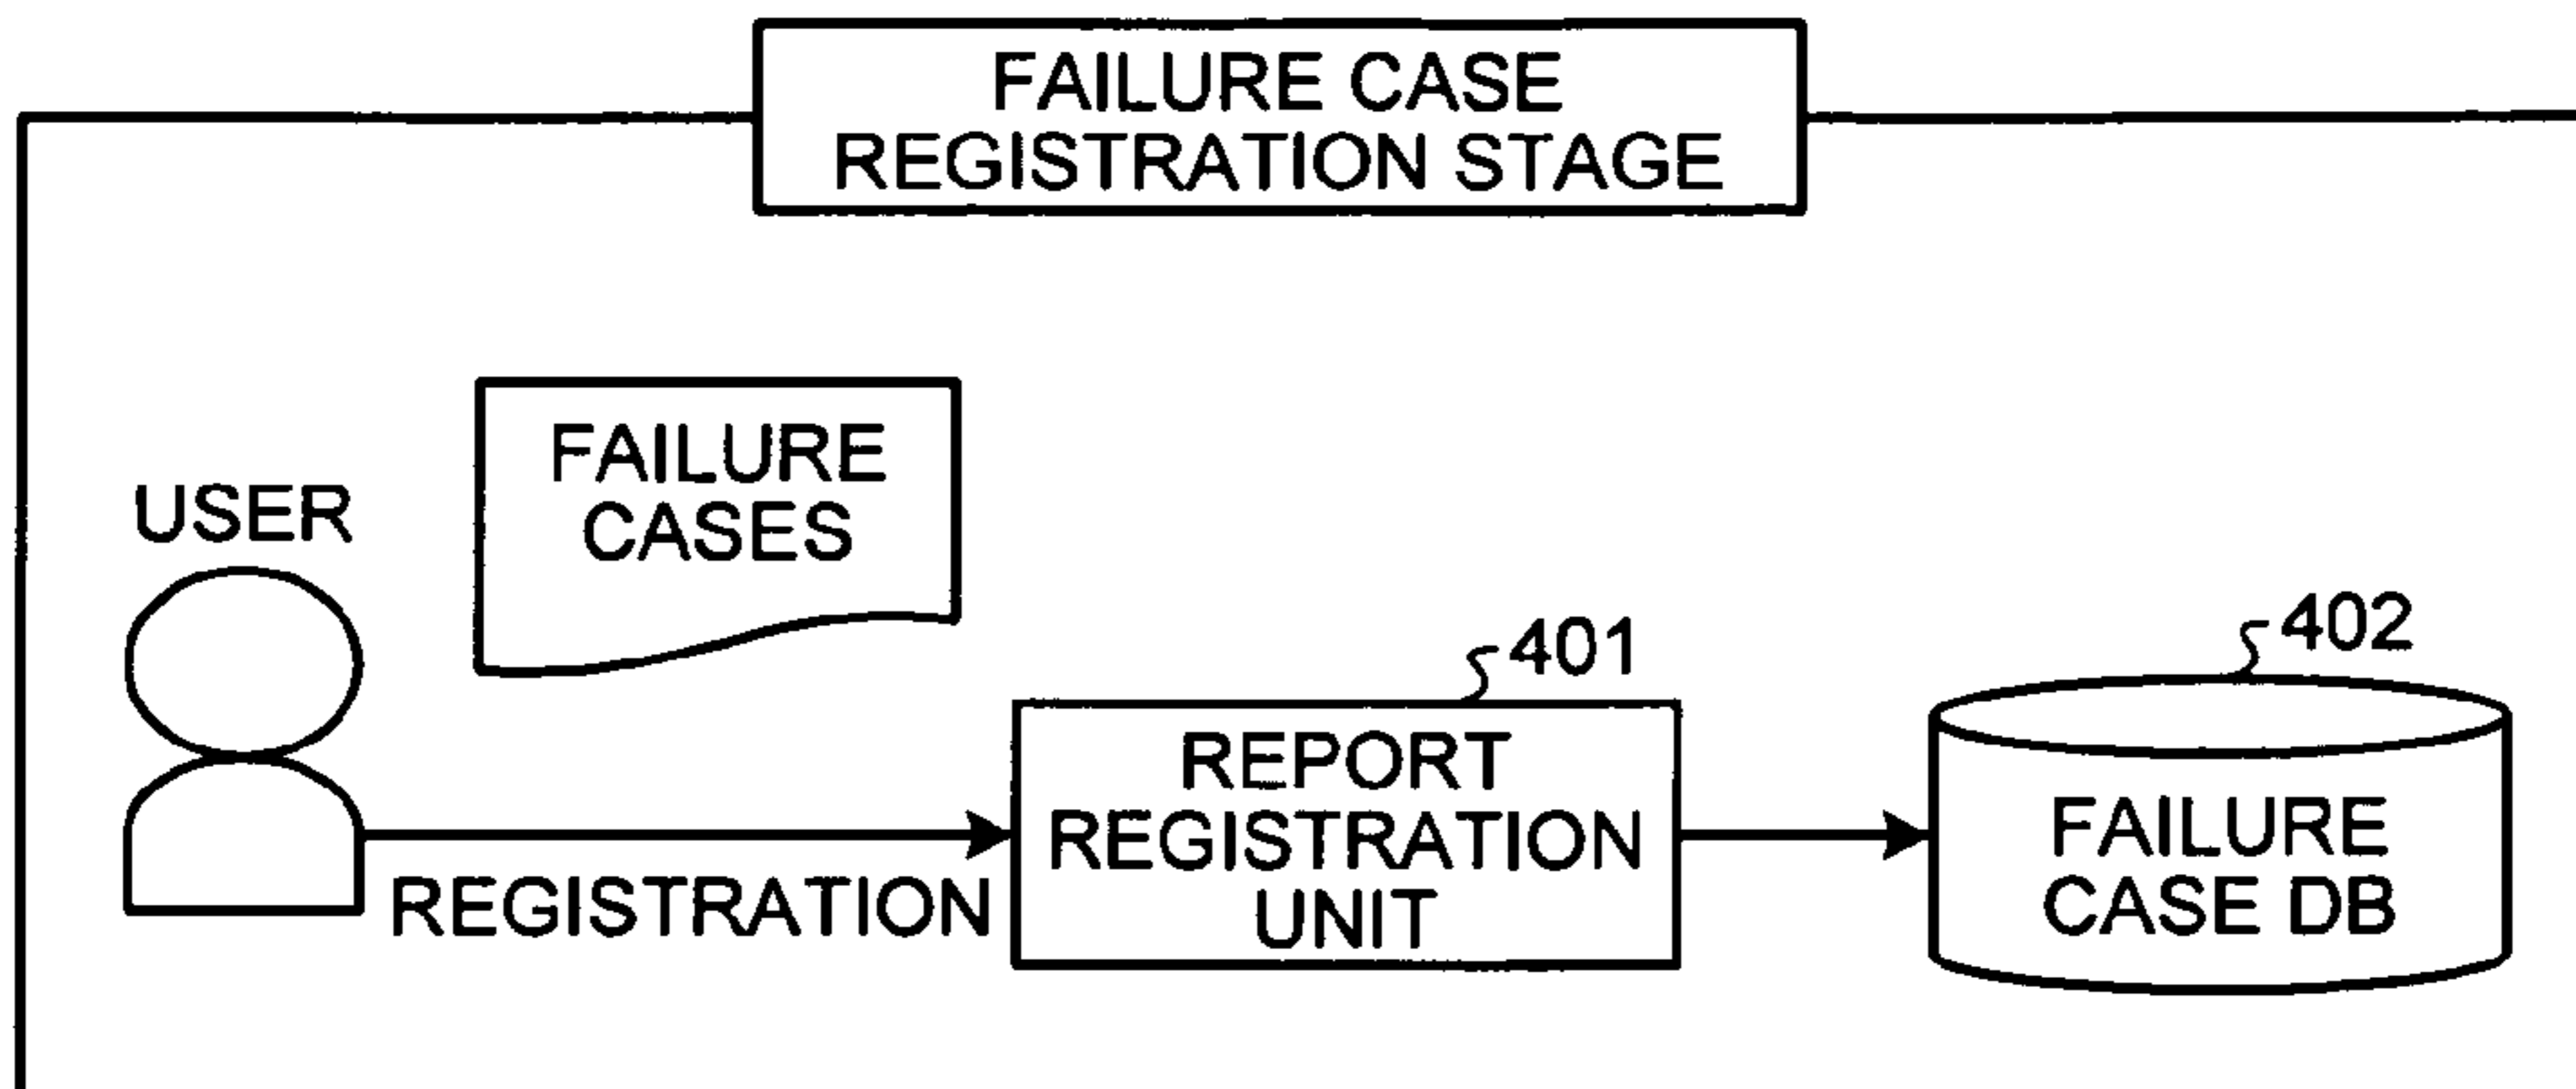 FAILURE CASE
REGISTRATION STAGE
FAILURE
CASES
USER
401
402
REPORT
REGISTRATION
UNIT
FAILURE
CASE DB
REGISTRATION